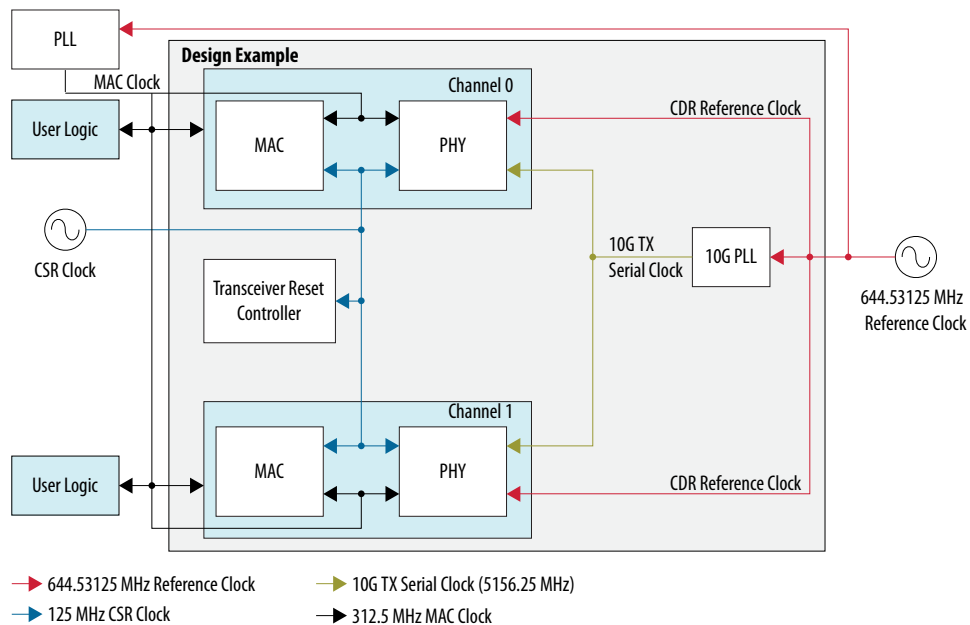 PLL
Design Example
MAC Clock
Channel 0
User Logic
MAC
PHY
CDR Reference Clock
CSR Clock
10G TX
Serial Clock
10G PLL
644.53125 MHz
Reference Clock
Transceiver Reset
Controller
Channel 1
User Logic
MAC
PHY
CDR Reference Clock
644.53125 MHz Reference Clock
10G TX Serial Clock (5156.25 MHz)
125 MHz CSR Clock
312.5 MHz MAC Clock